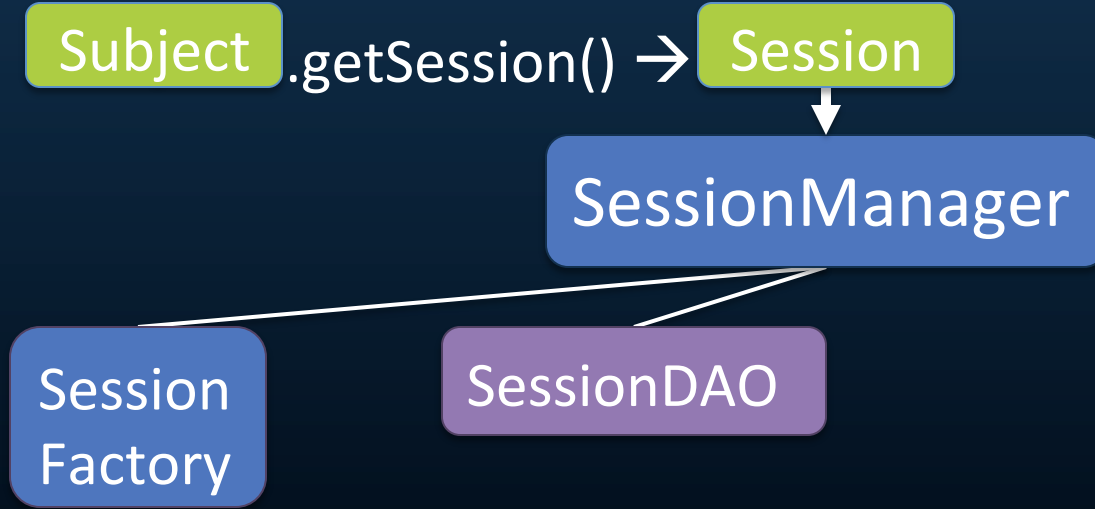 Subject .getSession() → Session
SessionManager
Session
Factory
SessionDAO